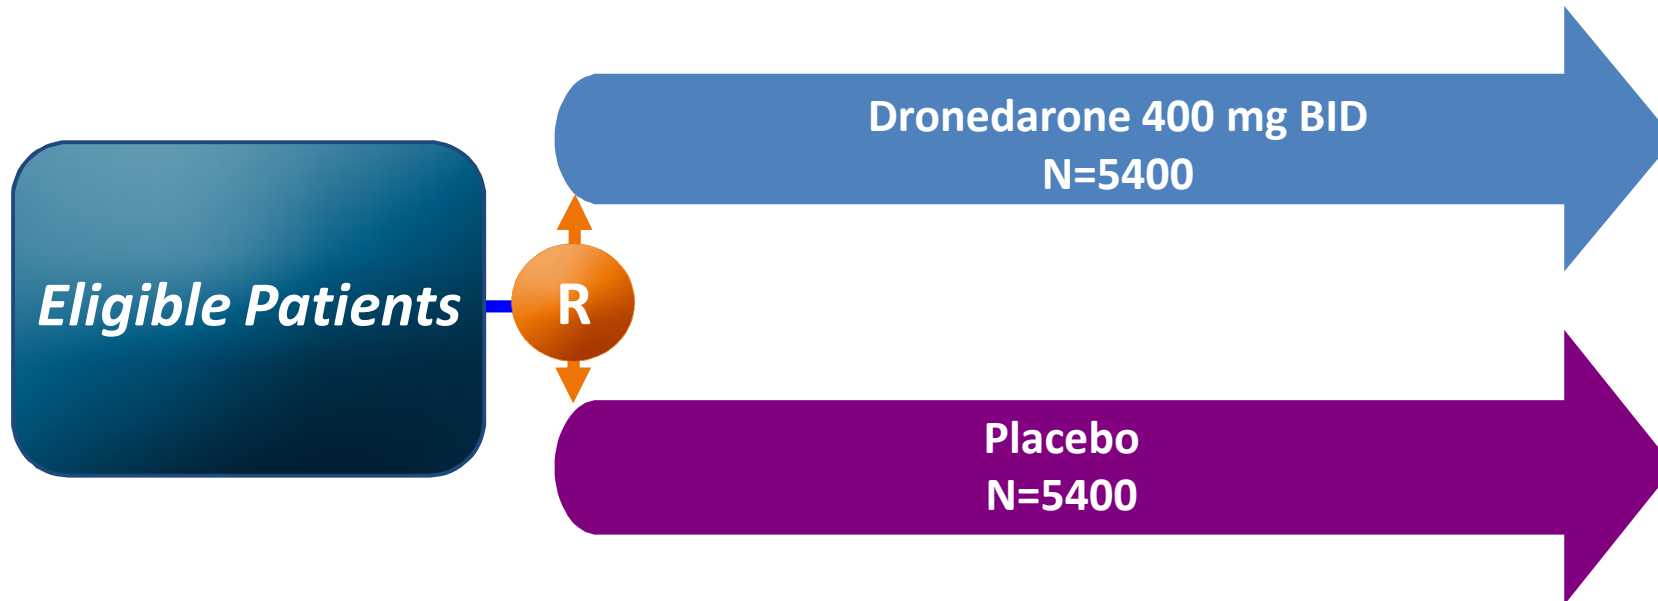 Eligible Patients
R
Dronedarone 400 mg BID
N=5400
Placebo
N=5400